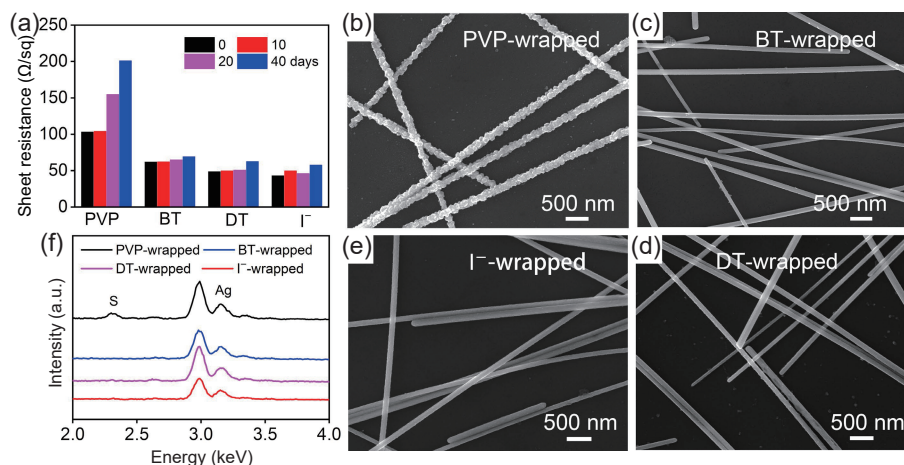 (a)
Sheet resistance (Ω/sq)
250
200
150
100
50
0
0
10
20
40 days
PVP
BT
DT
I⁻
(b)
PVP-wrapped
500 nm
(c)
BT-wrapped
500 nm
(f)
Intensity (a.u.)
PVP-wrapped
BT-wrapped
DT-wrapped
I⁻-wrapped
S
Ag
2.0
2.5
3.0
3.5
4.0
Energy (keV)
(e)
I⁻-wrapped
500 nm
(d)
DT-wrapped
500 nm